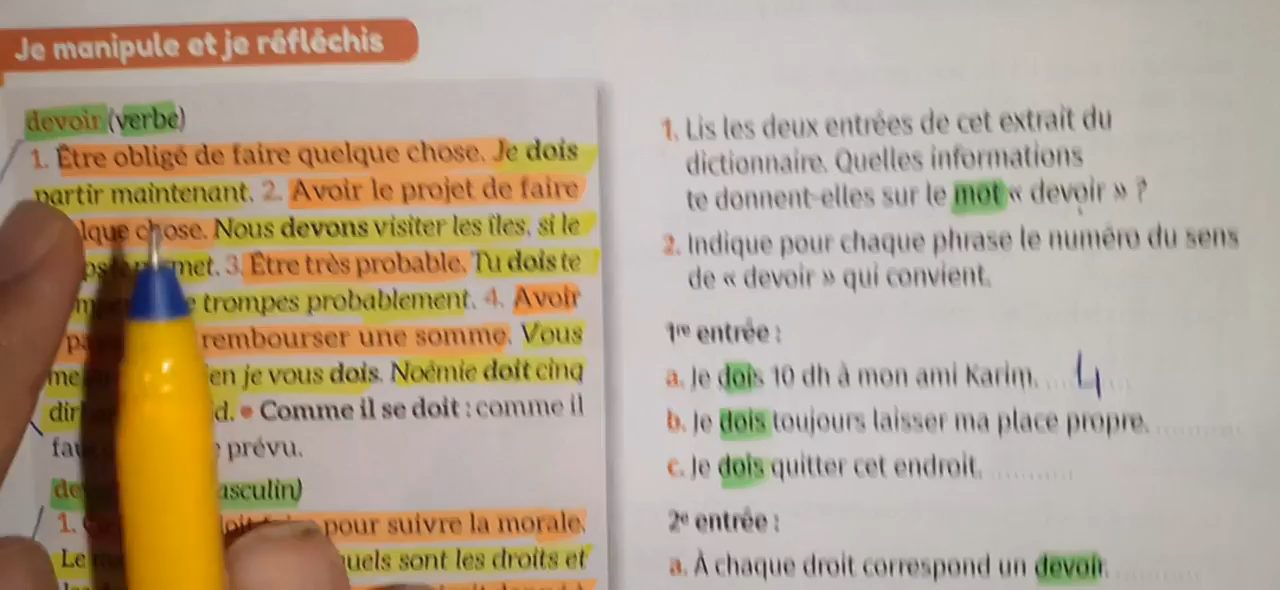 Je manipule et je réfléchis
devoir (verbe)
1. Être obligé de faire quelque chose. Je dois
partir maintenant. 2. Avoir le projet de faire
chose. Nous devons visiter les îles, si le
met. 3. Être très probable. Tu dois te
trompes probablement. 4. Avoir
rembourser une somme. Vous
en je vous dois. Noémie doit cinq
d. • Comme il se doit : comme il
prévu.
asculin)
1. pour suivre la morale.
Le quels sont les droits et
1. Lis les deux entrées de cet extrait du
dictionnaire. Quelles informations
te donnent-elles sur le mot « devoir » ?
2. Indique pour chaque phrase le numéro du sens
de « devoir » qui convient.
1re entrée :
a. Je dois 10 dh à mon ami Karim. ... 4 ...
b. Je dois toujours laisser ma place propre. ..........
c. Je dois quitter cet endroit. ..........
2e entrée :
a. À chaque droit correspond un devoir. ..........